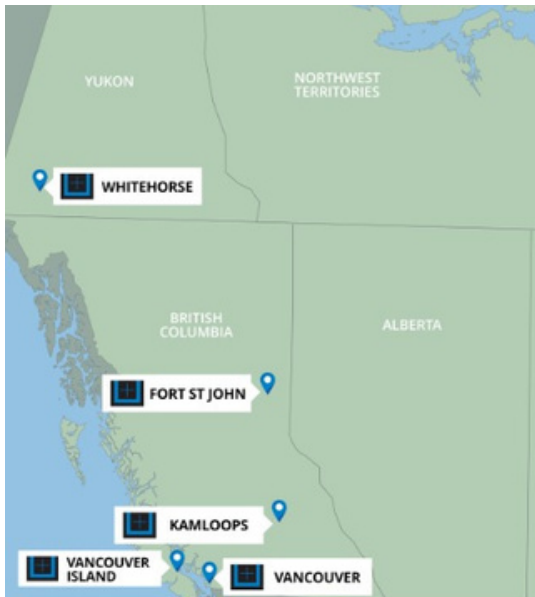 YUKON
NORTHWEST
TERRITORIES
WHITEHORSE
BRITISH
COLUMBIA
ALBERTA
FORT ST JOHN
KAMLOOPS
VANCOUVER
ISLAND
VANCOUVER